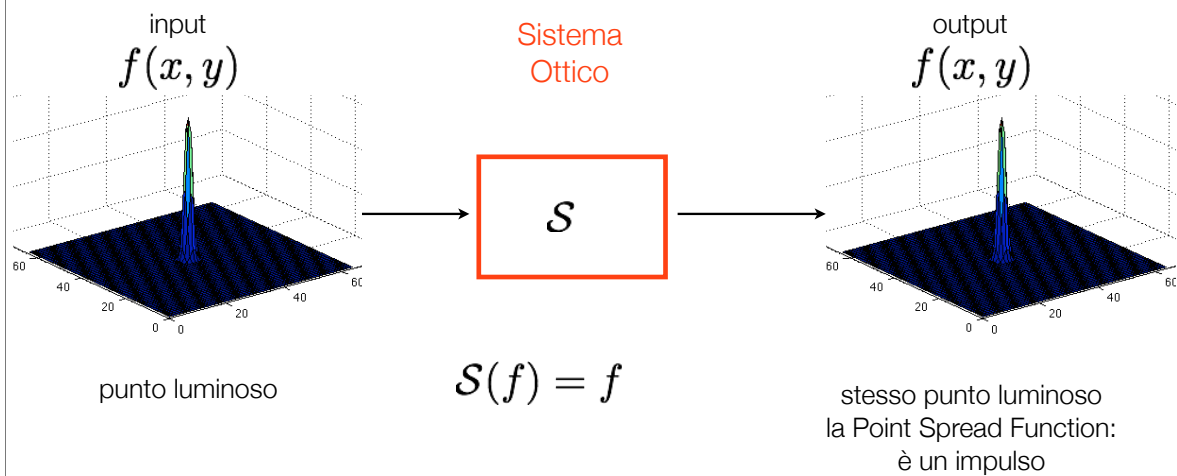 input
f(x, y)
Sistema
Ottico
output
f(x, y)
60
40
20
0
0
20
40
60
S
60
40
20
0
0
20
40
60
punto luminoso
S(f) = f
stesso punto luminoso
la Point Spread Function:
è un impulso